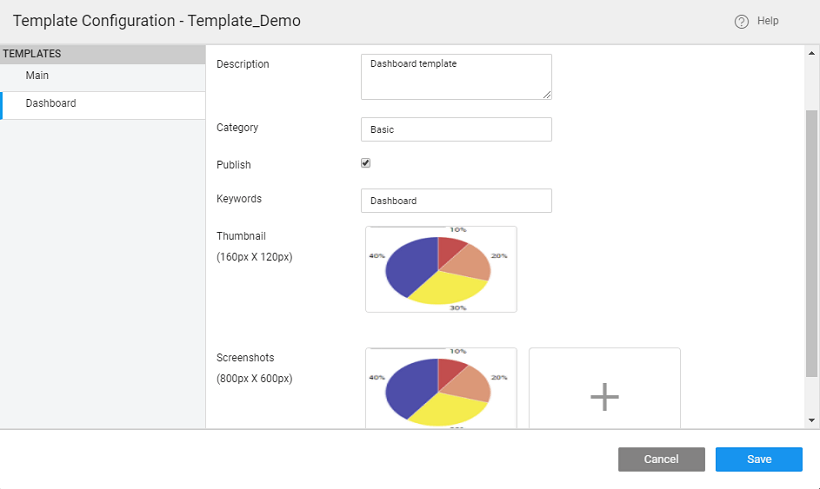 Template Configuration - Template_Demo
Help
TEMPLATES
Main
Dashboard
Description
Dashboard template
Category
Basic
Publish
Keywords
Dashboard
Thumbnail
(160px X 120px)
10%
40%
20%
30%
Screenshots
(800px X 600px)
10%
40%
20%
Cancel
Save